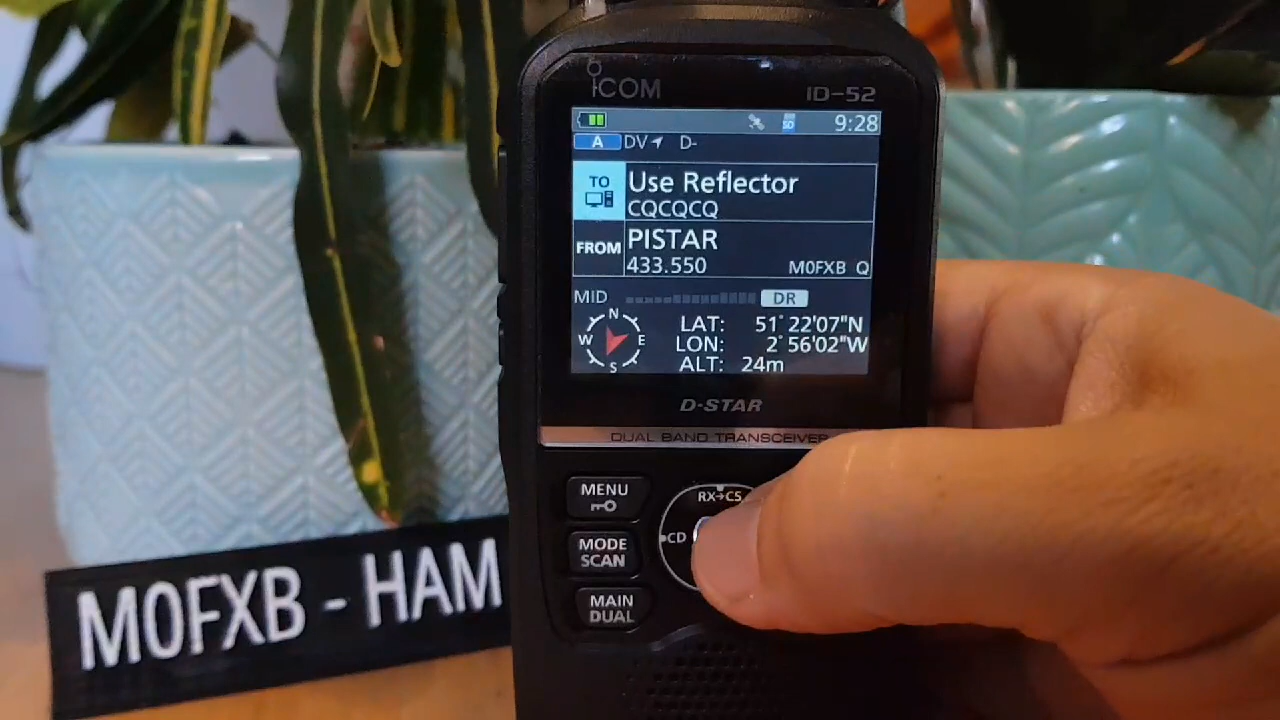 iCOM
ID-52
SD
9:28
A DV D-
TO Use Reflector
CQCQCQ
FROM PISTAR
433.550 M0FXB Q
MID DR
N
W E
S
LAT: 51°22'07"N
LON: 2°56'02"W
ALT: 24m
D-STAR
DUAL BAND TRANSCEIVER
MENU
RX→CS
MODE
SCAN
CD
MAIN
DUAL
M0FXB - HAM